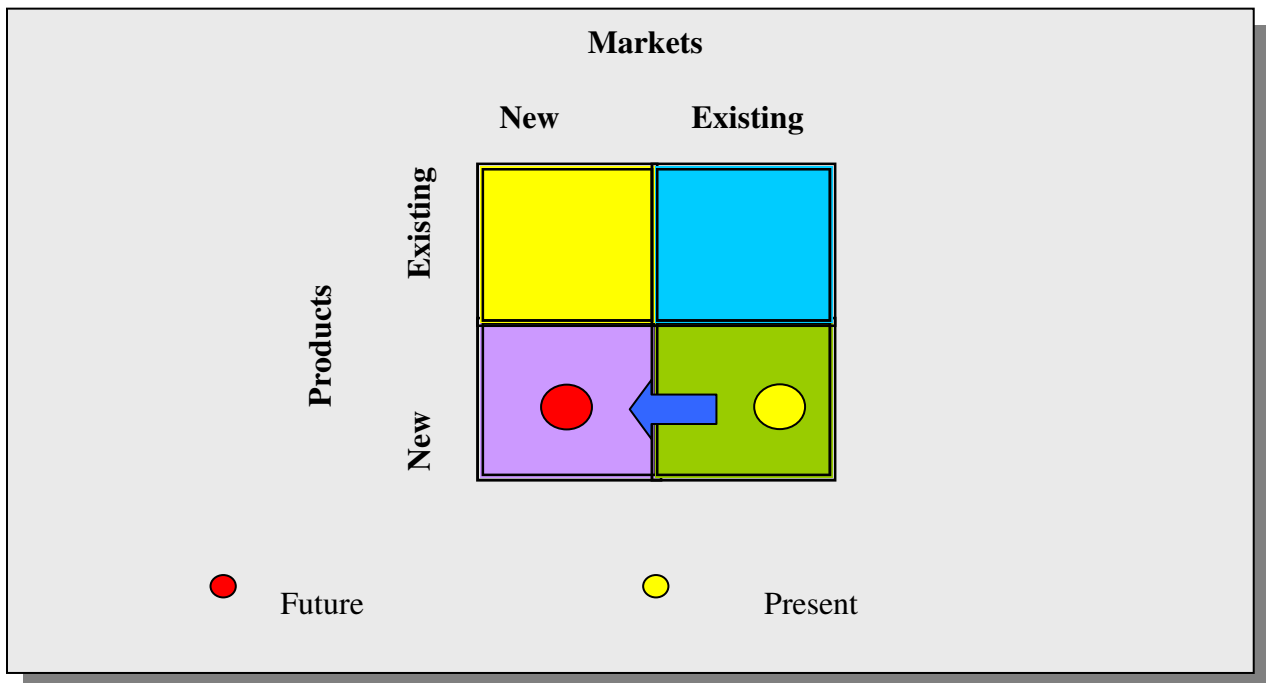 Markets
New Existing
Existing
Products
New
Future Present